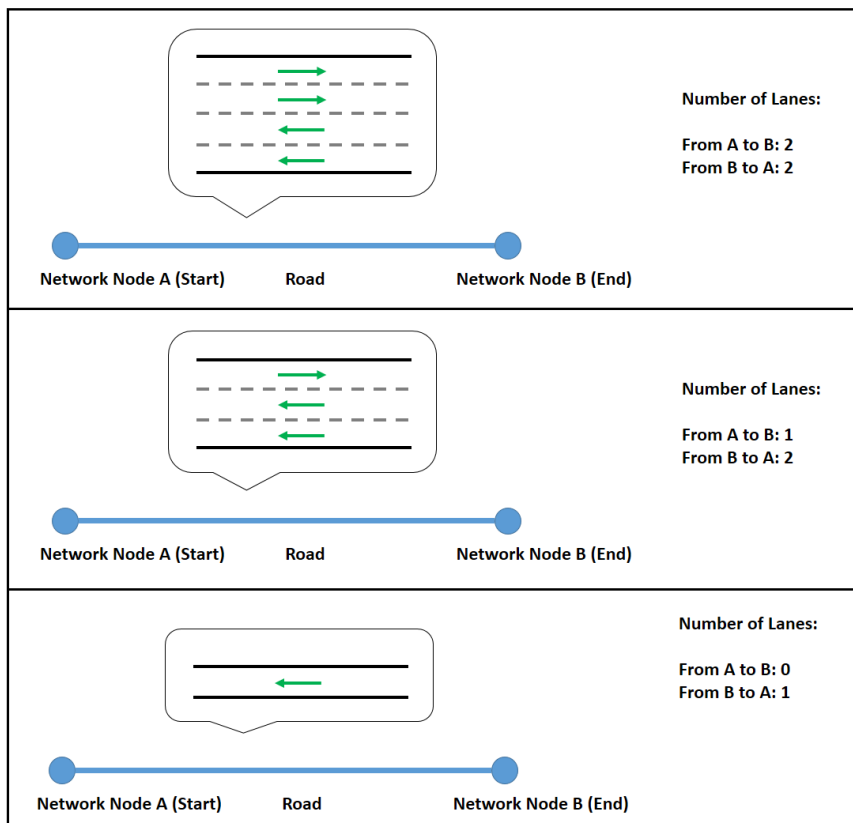 Number of Lanes:
From A to B: 2
From B to A: 2
Network Node A (Start)
Road
Network Node B (End)
Number of Lanes:
From A to B: 1
From B to A: 2
Network Node A (Start)
Road
Network Node B (End)
Number of Lanes:
From A to B: 0
From B to A: 1
Network Node A (Start)
Road
Network Node B (End)